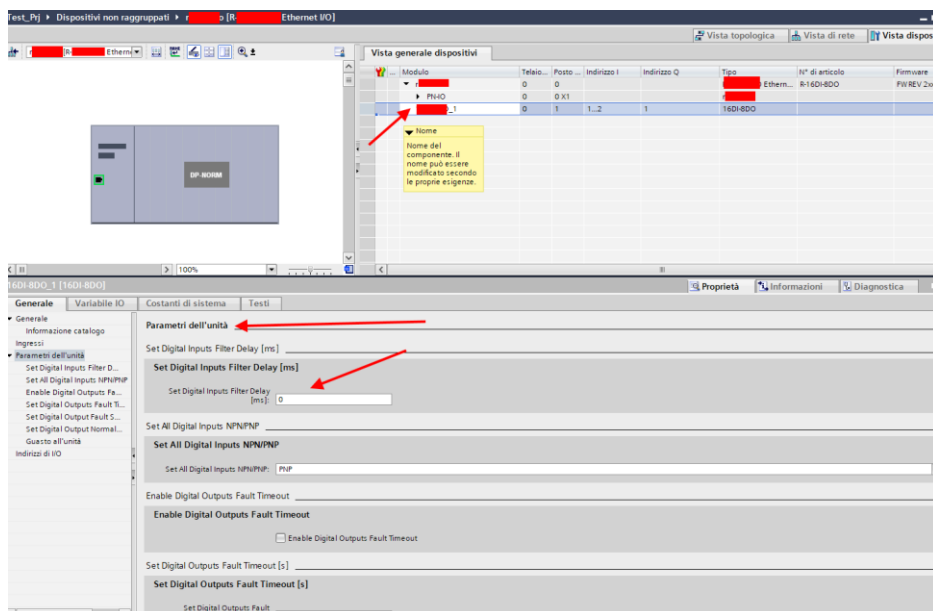 Test_Prj ▸ Dispositivi non raggruppati ▸ r o [R- Ethernet I/O]
Vista topologica Vista di rete Vista dispos
r [R- Ethern
Vista generale dispositivi
... Modulo Telaio... Posto ... Indirizzo I Indirizzo Q Tipo N° di articolo Firmware
r 0 0 Ethern... R-16DI-8DO FW REV 2.x
PN-IO 0 0 X1 r
_1 0 1 1...2 1 16DI-8DO
Nome
Nome del
componente. Il
nome può essere
modificato secondo
le proprie esigenze.
DP-NORM
100%
16DI-8DO_1 [16DI-8DO]
Proprietà Informazioni Diagnostica
Generale Variabile IO Costanti di sistema Testi
Generale
Informazione catalogo
Ingressi
Parametri dell'unità
Set Digital Inputs Filter D...
Set All Digital Inputs NPN/PNP
Enable Digital Outputs Fa...
Set Digital Outputs Fault Ti...
Set Digital Output Fault S...
Set Digital Output Normal...
Guasto all'unità
Indirizzi di I/O
Parametri dell'unità
Set Digital Inputs Filter Delay [ms]
Set Digital Inputs Filter Delay [ms]
Set Digital Inputs Filter Delay
[ms]: 0
Set All Digital Inputs NPN/PNP
Set All Digital Inputs NPN/PNP
Set All Digital Inputs NPN/PNP: PNP
Enable Digital Outputs Fault Timeout
Enable Digital Outputs Fault Timeout
Enable Digital Outputs Fault Timeout
Set Digital Outputs Fault Timeout [s]
Set Digital Outputs Fault Timeout [s]
Set Digital Outputs Fault